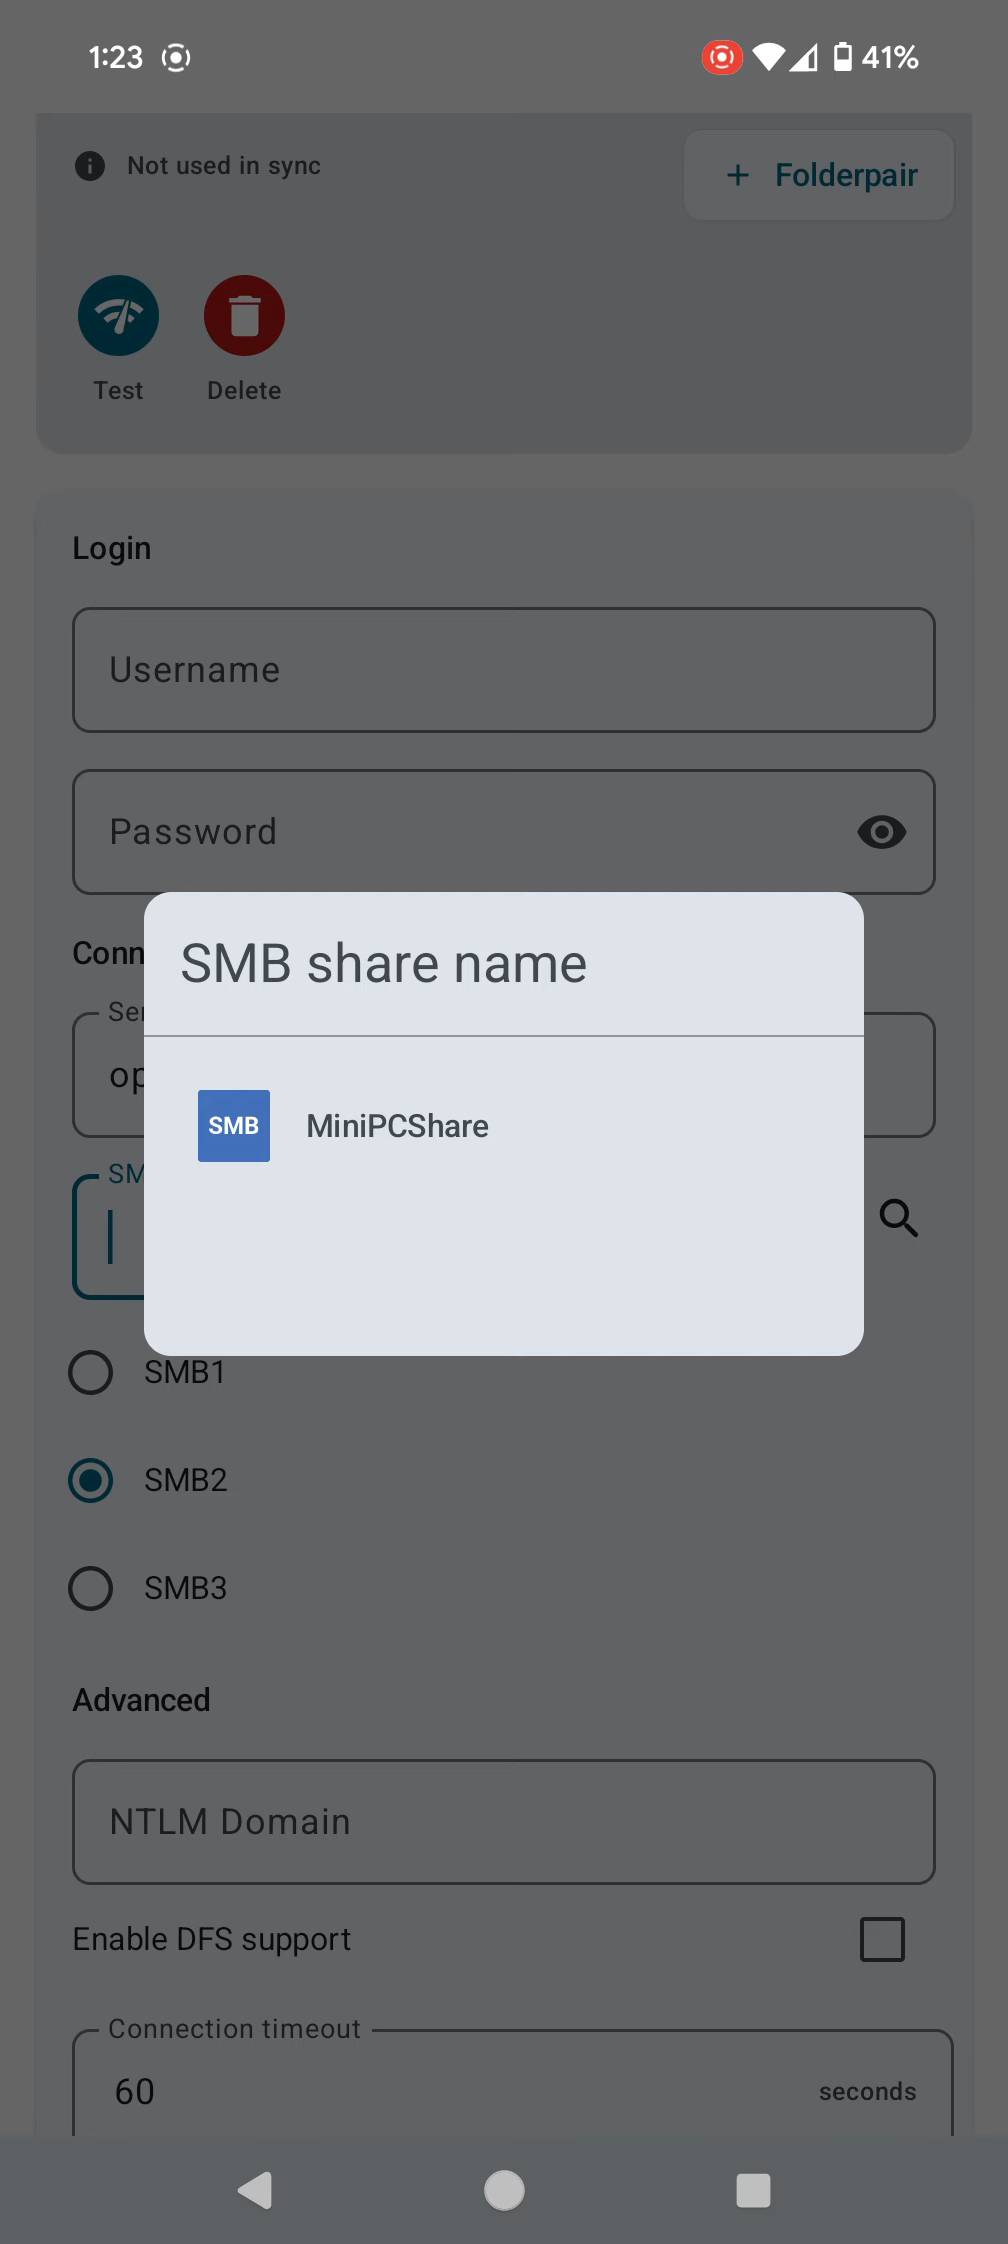 1:23
41%
Not used in sync
+ Folderpair
Test
Delete
Login
Username
Password
Conn
Ser
op
SMB share name
SMB MiniPCShare
SM
SMB1
SMB2
SMB3
Advanced
NTLM Domain
Enable DFS support
Connection timeout
60 seconds